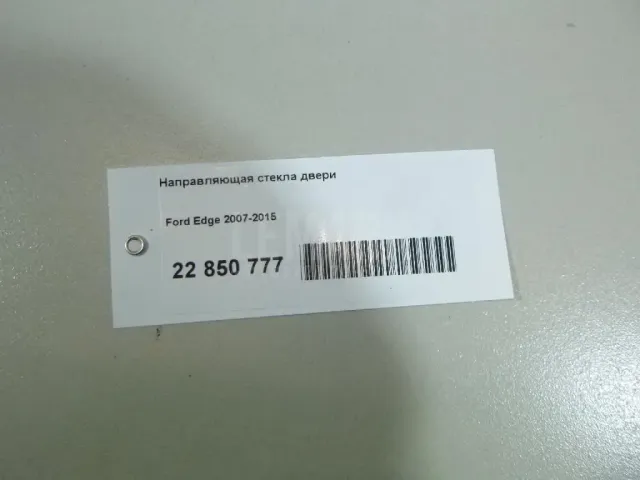 Направляющая стекла двери
Ford Edge 2007-2015
22 850 777